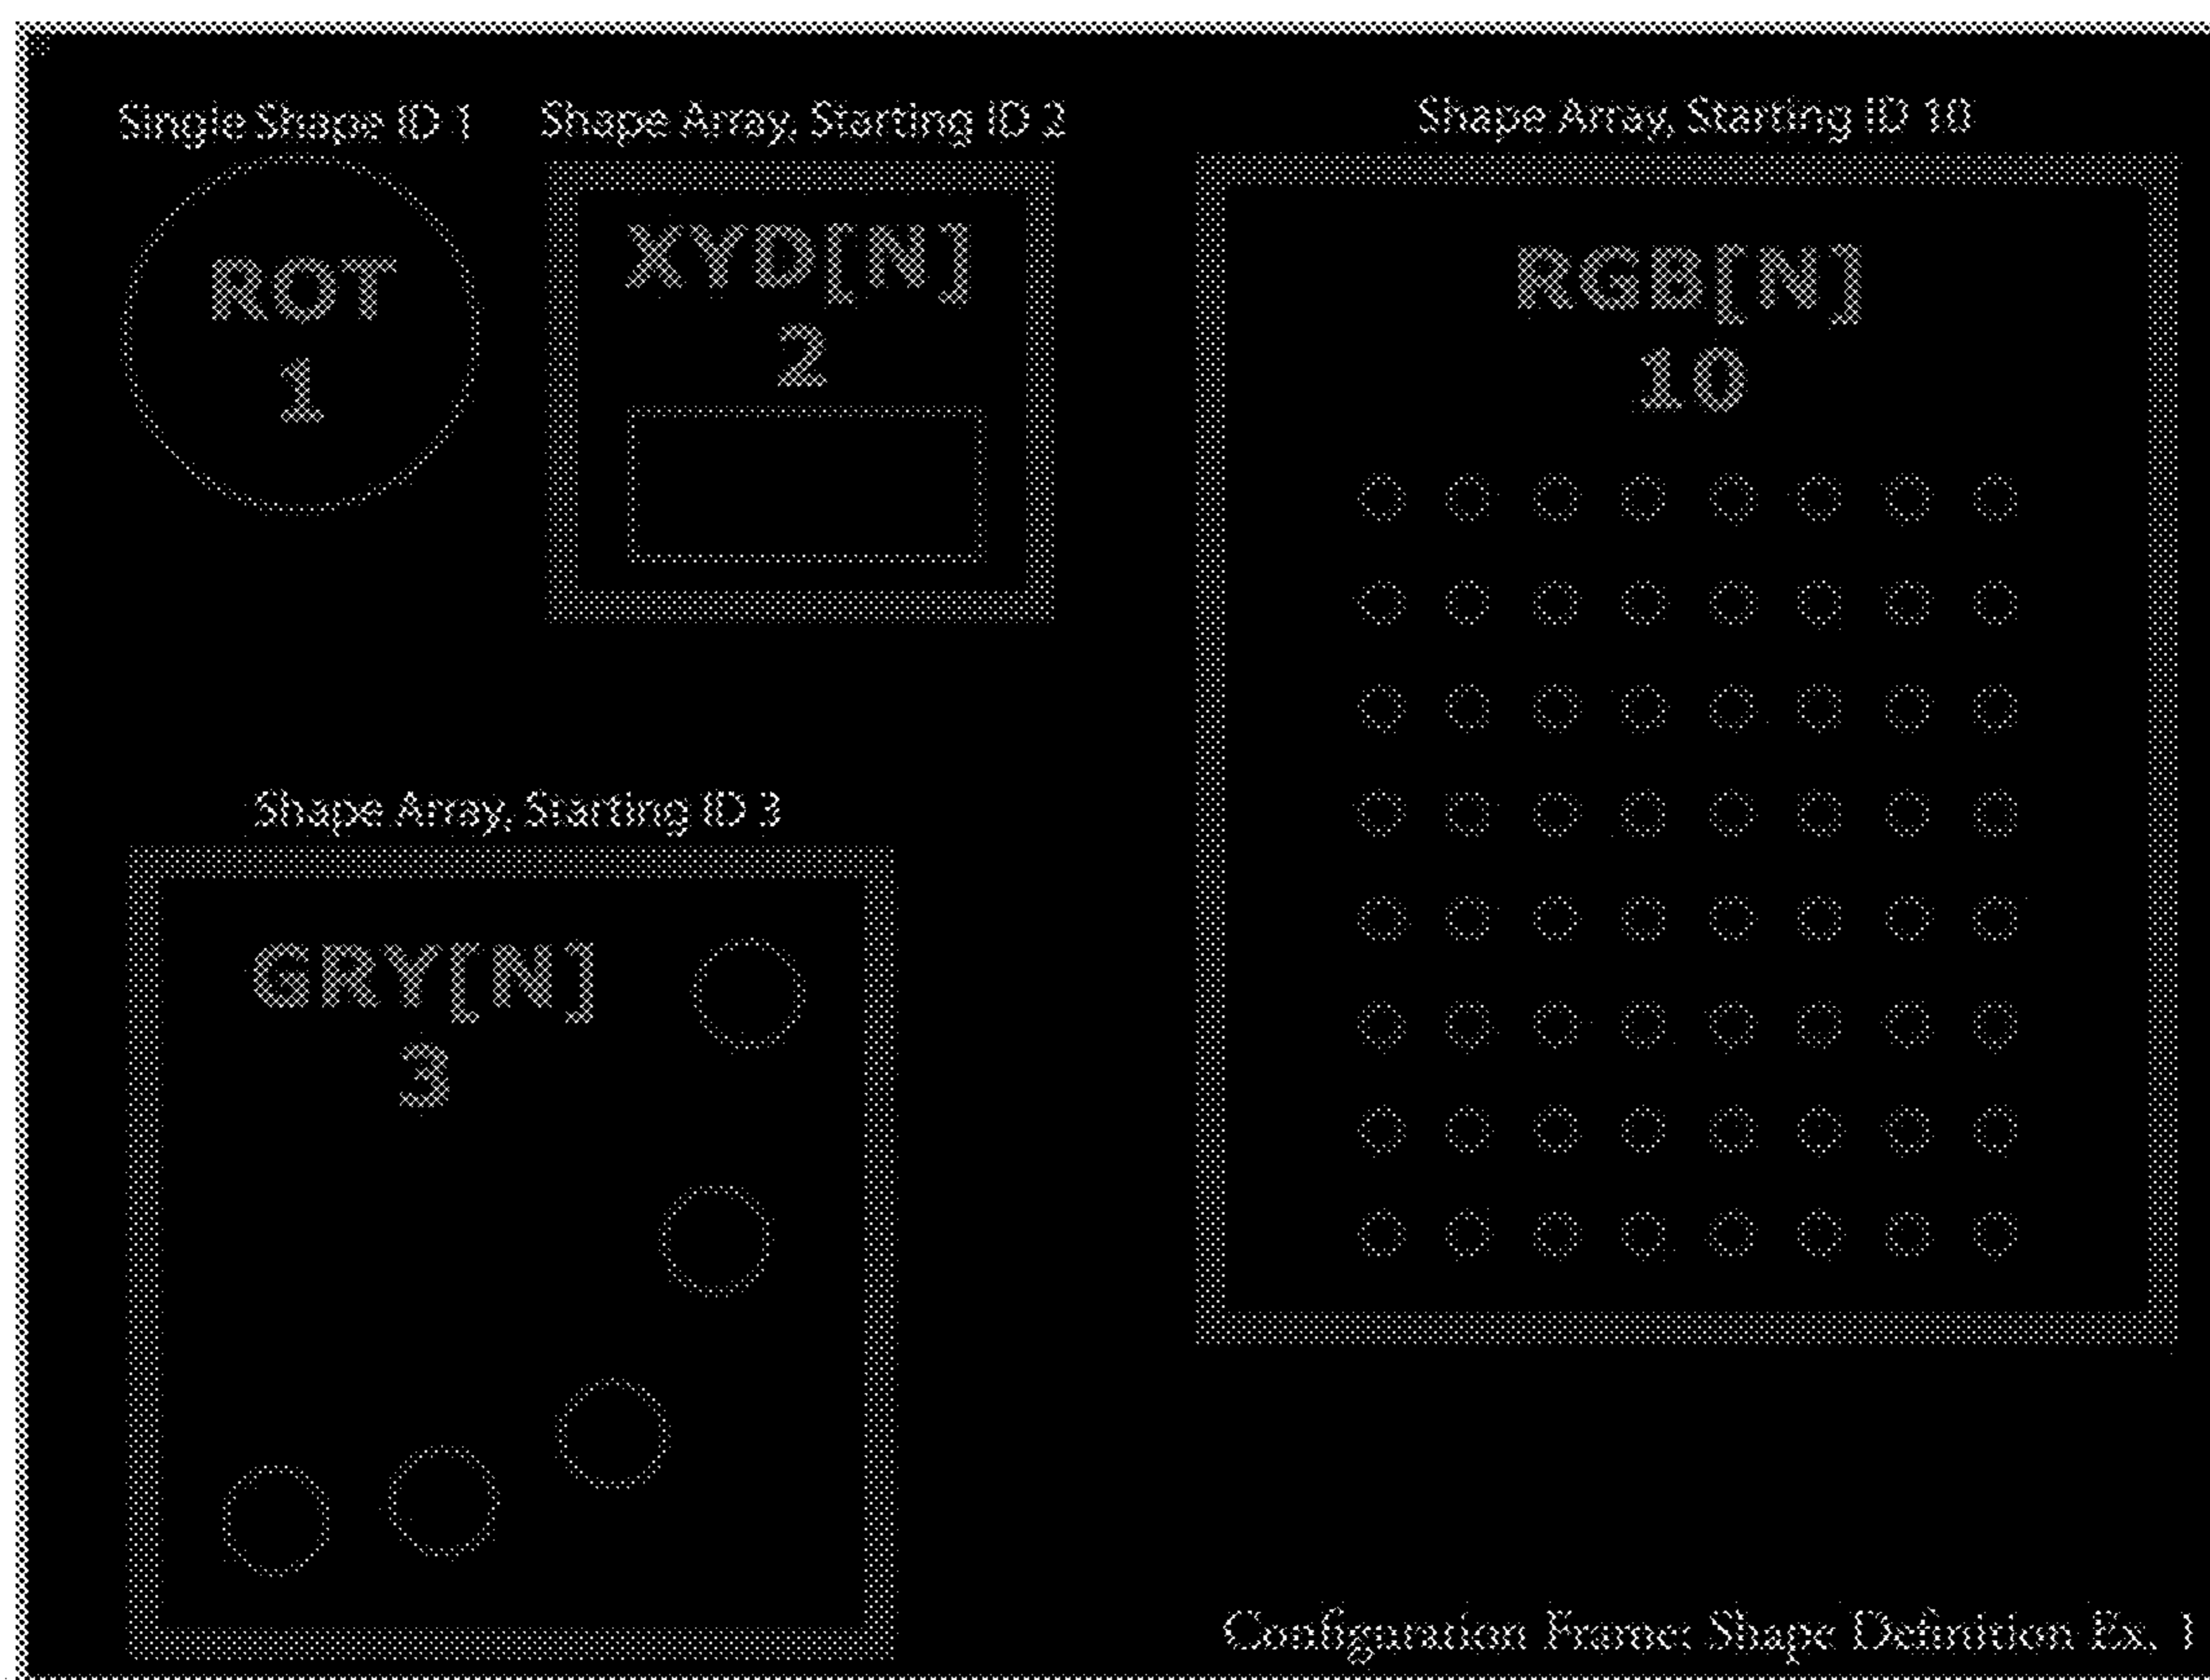 Single Shape ID 1
ROT
1
Shape Array, Starting ID 2
XYD[N]
2
Shape Array, Starting ID 10
RGB[N]
10
Shape Array, Starting ID 3
GRY[N]
3
Configuration Frame: Shape Definition Ex. 1